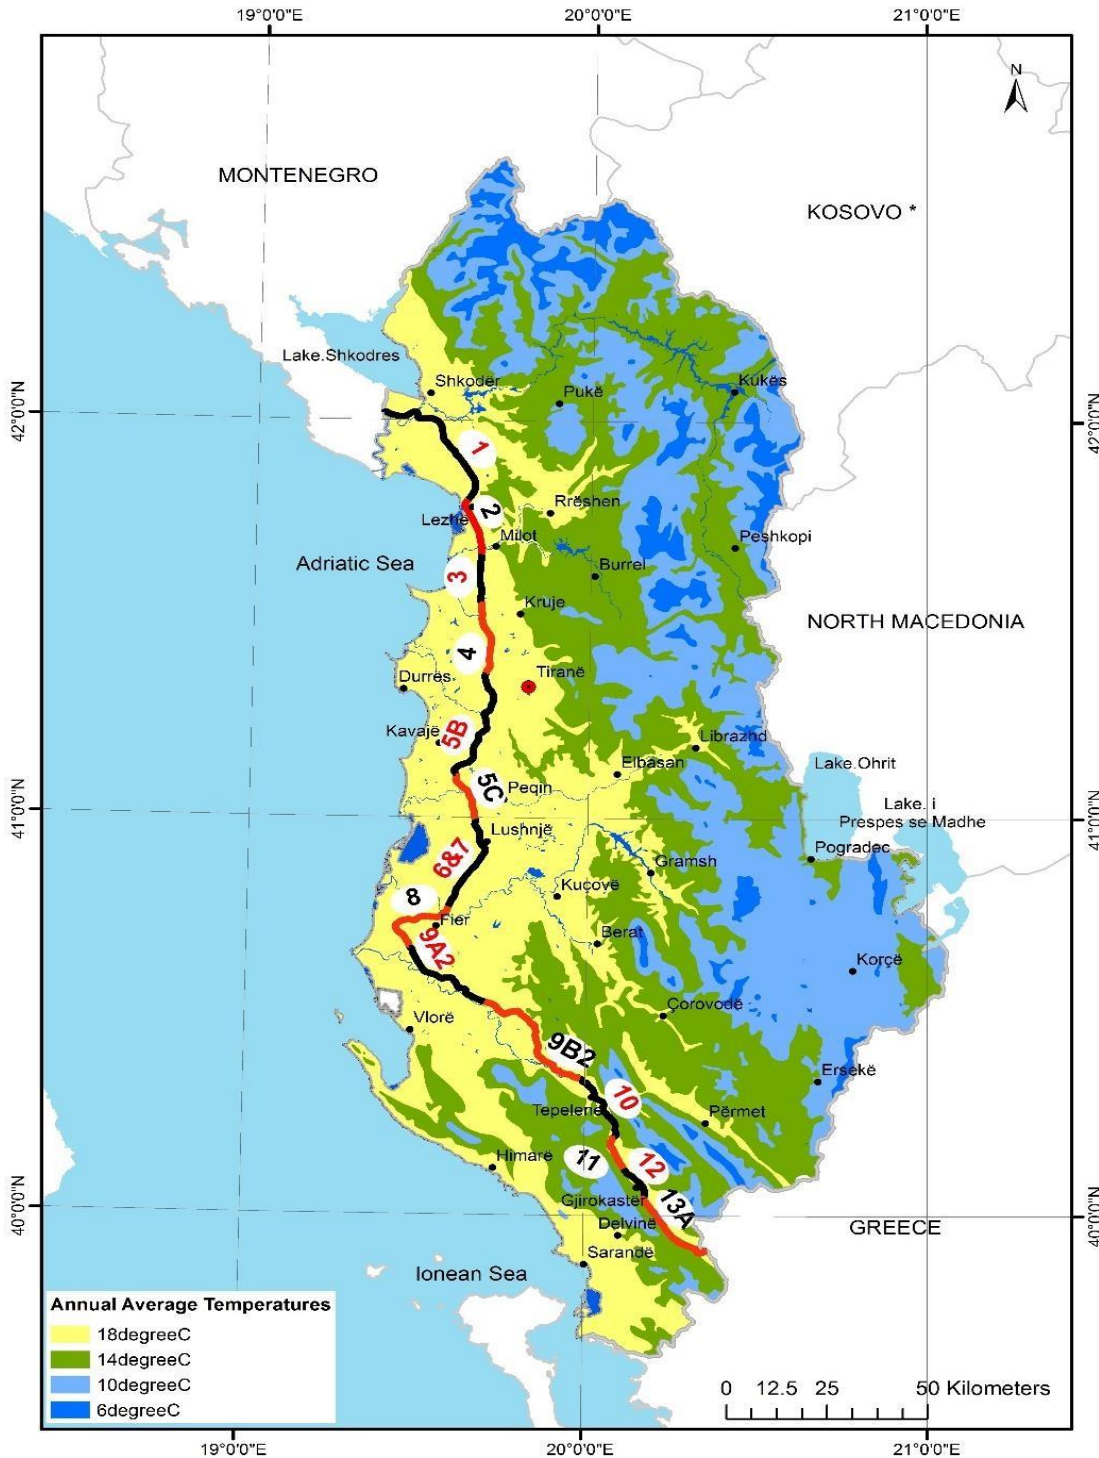 19°0'0"E
20°0'0"E
21°0'0"E
N
MONTENEGRO
KOSOVO *
Lake.Shkodres
Shkodër
Pukë
Kukës
42°0'0"N
42°0'0"N
1
2
Lezhë
Rrëshen
Milot
Peshkopi
Adriatic Sea
3
Burrel
Kruje
NORTH MACEDONIA
4
Tiranë
Durrës
Kavajë
5B
Librazhd
Elbasan
Lake.Ohrit
5C
Peqin
Lake. i
Prespes se Madhe
41°0'0"N
41°0'0"N
Lushnjë
6&7
Pogradec
Gramsh
8
Kuçovë
Fier
9A2
Berat
Korçë
Çorovodë
Vlorë
9B2
Ersekë
10
Tepelenë
Përmet
11
12
Himarë
Gjirokastër
13A
40°0'0"N
40°0'0"N
Delvinë
GREECE
Sarandë
Ionean Sea
Annual Average Temperatures
18degreeC
14degreeC
10degreeC
6degreeC
0 12.5 25 50 Kilometers
19°0'0"E
20°0'0"E
21°0'0"E